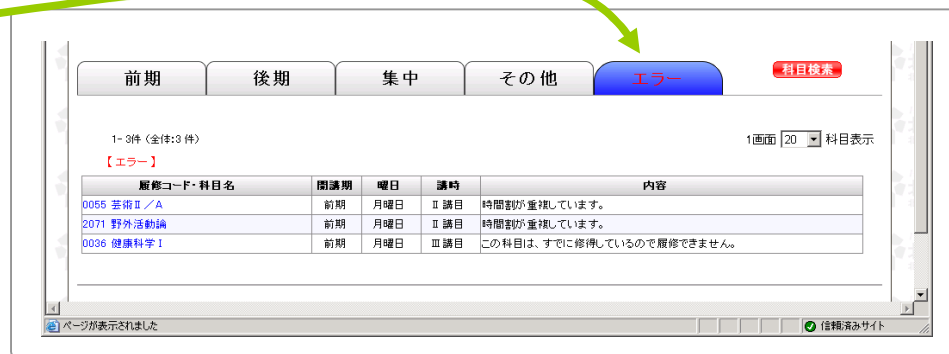 前期 後期 集中 その他 エラー 科目検索
1- 3件（全体:3 件） 1画面 20 科目表示
【エラー】
履修コード・科目名 開講期 曜日 講時 内容
0055 芸術Ⅱ／A 前期 月曜日 Ⅱ 講目 時間割が重複しています。
2071 野外活動論 前期 月曜日 Ⅱ 講目 時間割が重複しています。
0036 健康科学Ⅰ 前期 月曜日 Ⅲ 講目 この科目は、すでに修得しているので履修できません。
ページが表示されました 信頼済みサイト